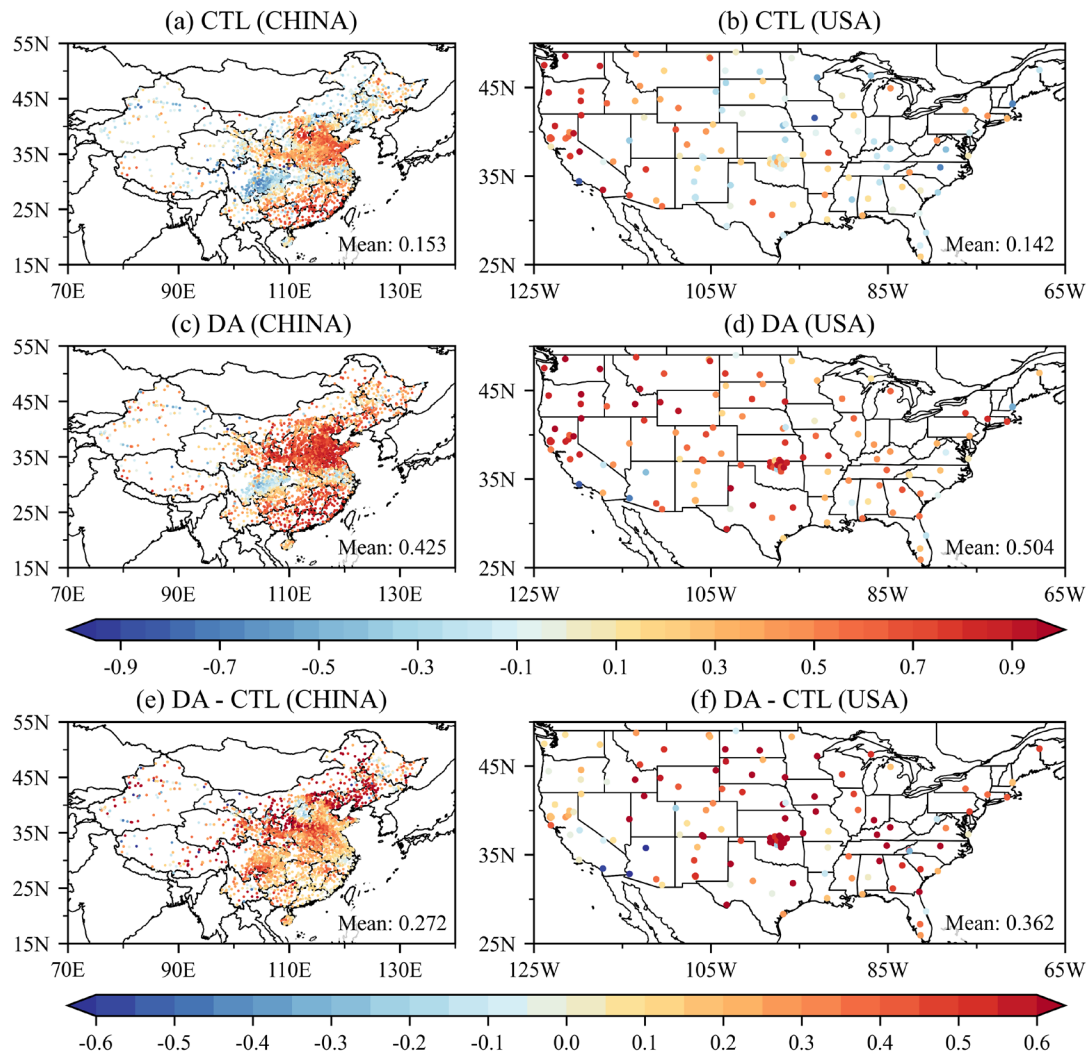 (a) CTL (CHINA)
(b) CTL (USA)
55N
45N
35N
25N
15N
70E 90E 110E 130E
Mean: 0.153
45N
35N
25N
125W 105W 85W 65W
Mean: 0.142
(c) DA (CHINA)
(d) DA (USA)
55N
45N
35N
25N
15N
70E 90E 110E 130E
Mean: 0.425
45N
35N
25N
125W 105W 85W 65W
Mean: 0.504
-0.9 -0.7 -0.5 -0.3 -0.1 0.1 0.3 0.5 0.7 0.9
(e) DA - CTL (CHINA)
(f) DA - CTL (USA)
55N
45N
35N
25N
15N
70E 90E 110E 130E
Mean: 0.272
45N
35N
25N
125W 105W 85W 65W
Mean: 0.362
-0.6 -0.5 -0.4 -0.3 -0.2 -0.1 0.0 0.1 0.2 0.3 0.4 0.5 0.6